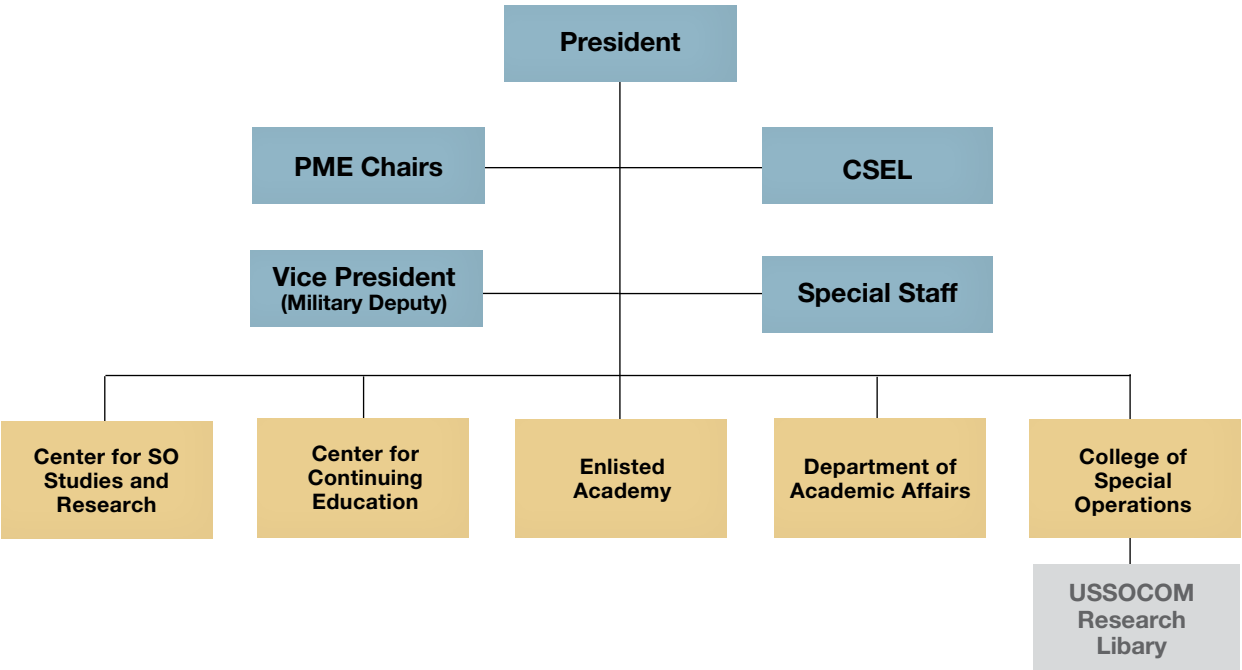 President
PME Chairs
CSEL
Vice President
(Military Deputy)
Special Staff
Center for SO
Studies and
Research
Center for
Continuing
Education
Enlisted
Academy
Department of
Academic Affairs
College of
Special
Operations
USSOCOM
Research
Libary